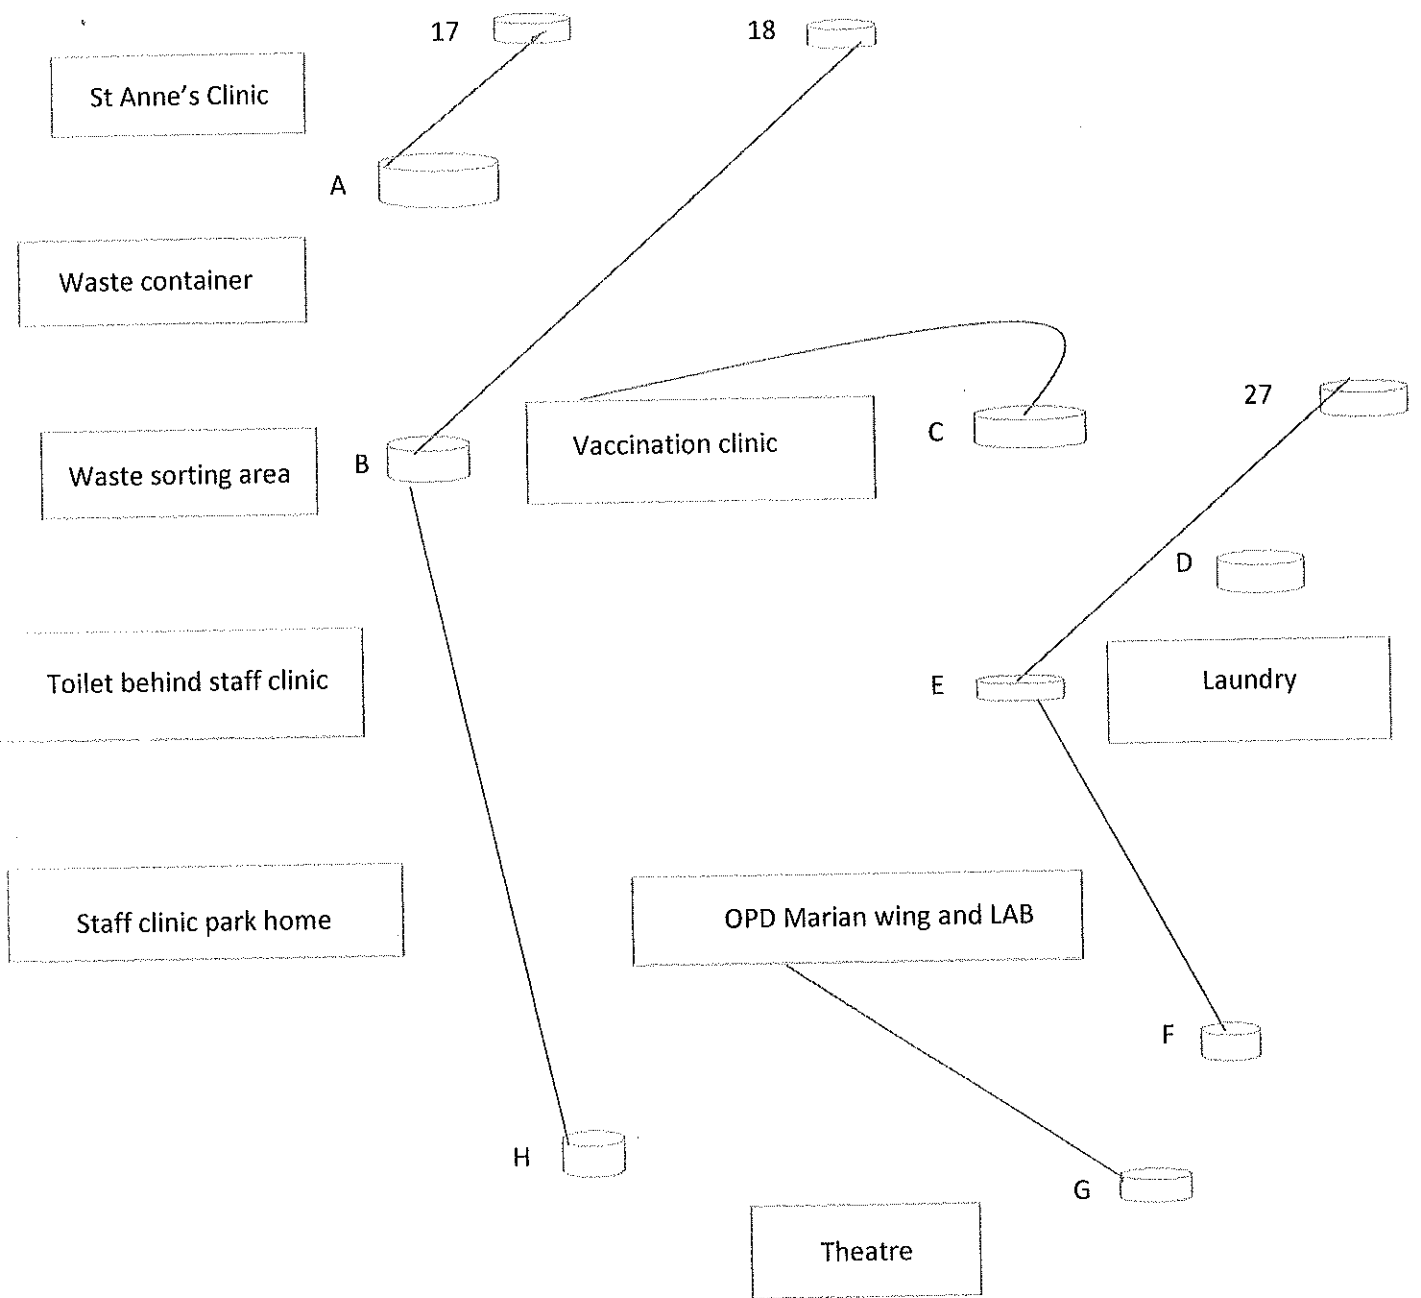 17
18
St Anne's Clinic
A
Waste container
27
B
Vaccination clinic
C
Waste sorting area
D
Toilet behind staff clinic
E
Laundry
Staff clinic park home
OPD Marian wing and LAB
F
H
G
Theatre